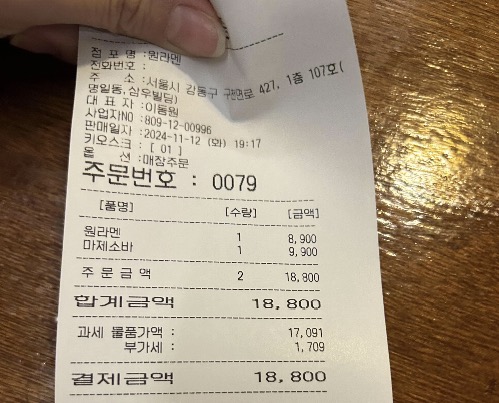 점 포 명 :원라멘
전화번호 :
주 소 :서울시 강동구 구천면로 427, 1층 107호(
명일동,삼우빌딩)
대 표 자 :이동원
사업자NO :809-12-00996
판매일자 :2024-11-12 (화) 19:17
키오스크 : [ 01 ]
옵 션 :매장주문
주문번호 : 0079
[품명] [수량] [금액]
원라멘 1 8,900
마제소바 1 9,900
주 문 금 액 2 18,800
합계금액 18,800
과세 물품가액 : 17,091
부가세 : 1,709
결제금액 18,800